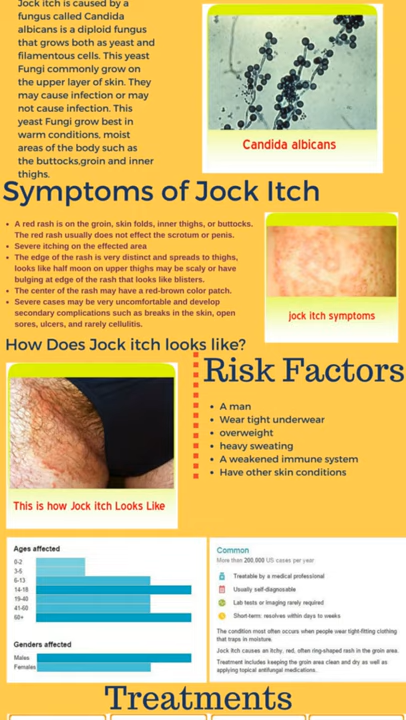 Jock itch is caused by a
fungus called Candida
albicans is a diploid fungus
that grows both as yeast and
filamentous cells. This yeast
Fungi commonly grow on
the upper layer of skin. They
may cause infection or may
not cause infection. This
yeast Fungi grow best in
warm conditions, moist
areas of the body such as
the buttocks,groin and inner
thighs.
Candida albicans
Symptoms of Jock Itch
A red rash is on the groin, skin folds, inner thighs, or buttocks.
The red rash usually does not effect the scrotum or penis.
Severe itching on the effected area
The edge of the rash is very distinct and spreads to thighs,
looks like half moon on upper thighs may be scaly or have
bulging at edge of the rash that looks like blisters.
The center of the rash may have a red-brown color patch.
Severe cases may be very uncomfortable and develop
secondary complications such as breaks in the skin, open
sores, ulcers, and rarely cellulitis.
jock itch symptoms
How Does Jock itch looks like?
This is how Jock itch Looks Like
Risk Factors
A man
Wear tight underwear
overweight
heavy sweating
A weakened immune system
Have other skin conditions
Ages affected
0-2
3-5
6-13
14-18
19-40
41-60
60+
Genders affected
Males
Females
Common
More than 200,000 US cases per year
Treatable by a medical professional
Usually self-diagnosable
Lab tests or imaging rarely required
Short-term: resolves within days to weeks
The condition most often occurs when people wear tight-fitting clothing
that traps in moisture.
Jock itch causes an itchy, red, often ring-shaped rash in the groin area.
Treatment includes keeping the groin area clean and dry as well as
applying topical antifungal medications.
Treatments